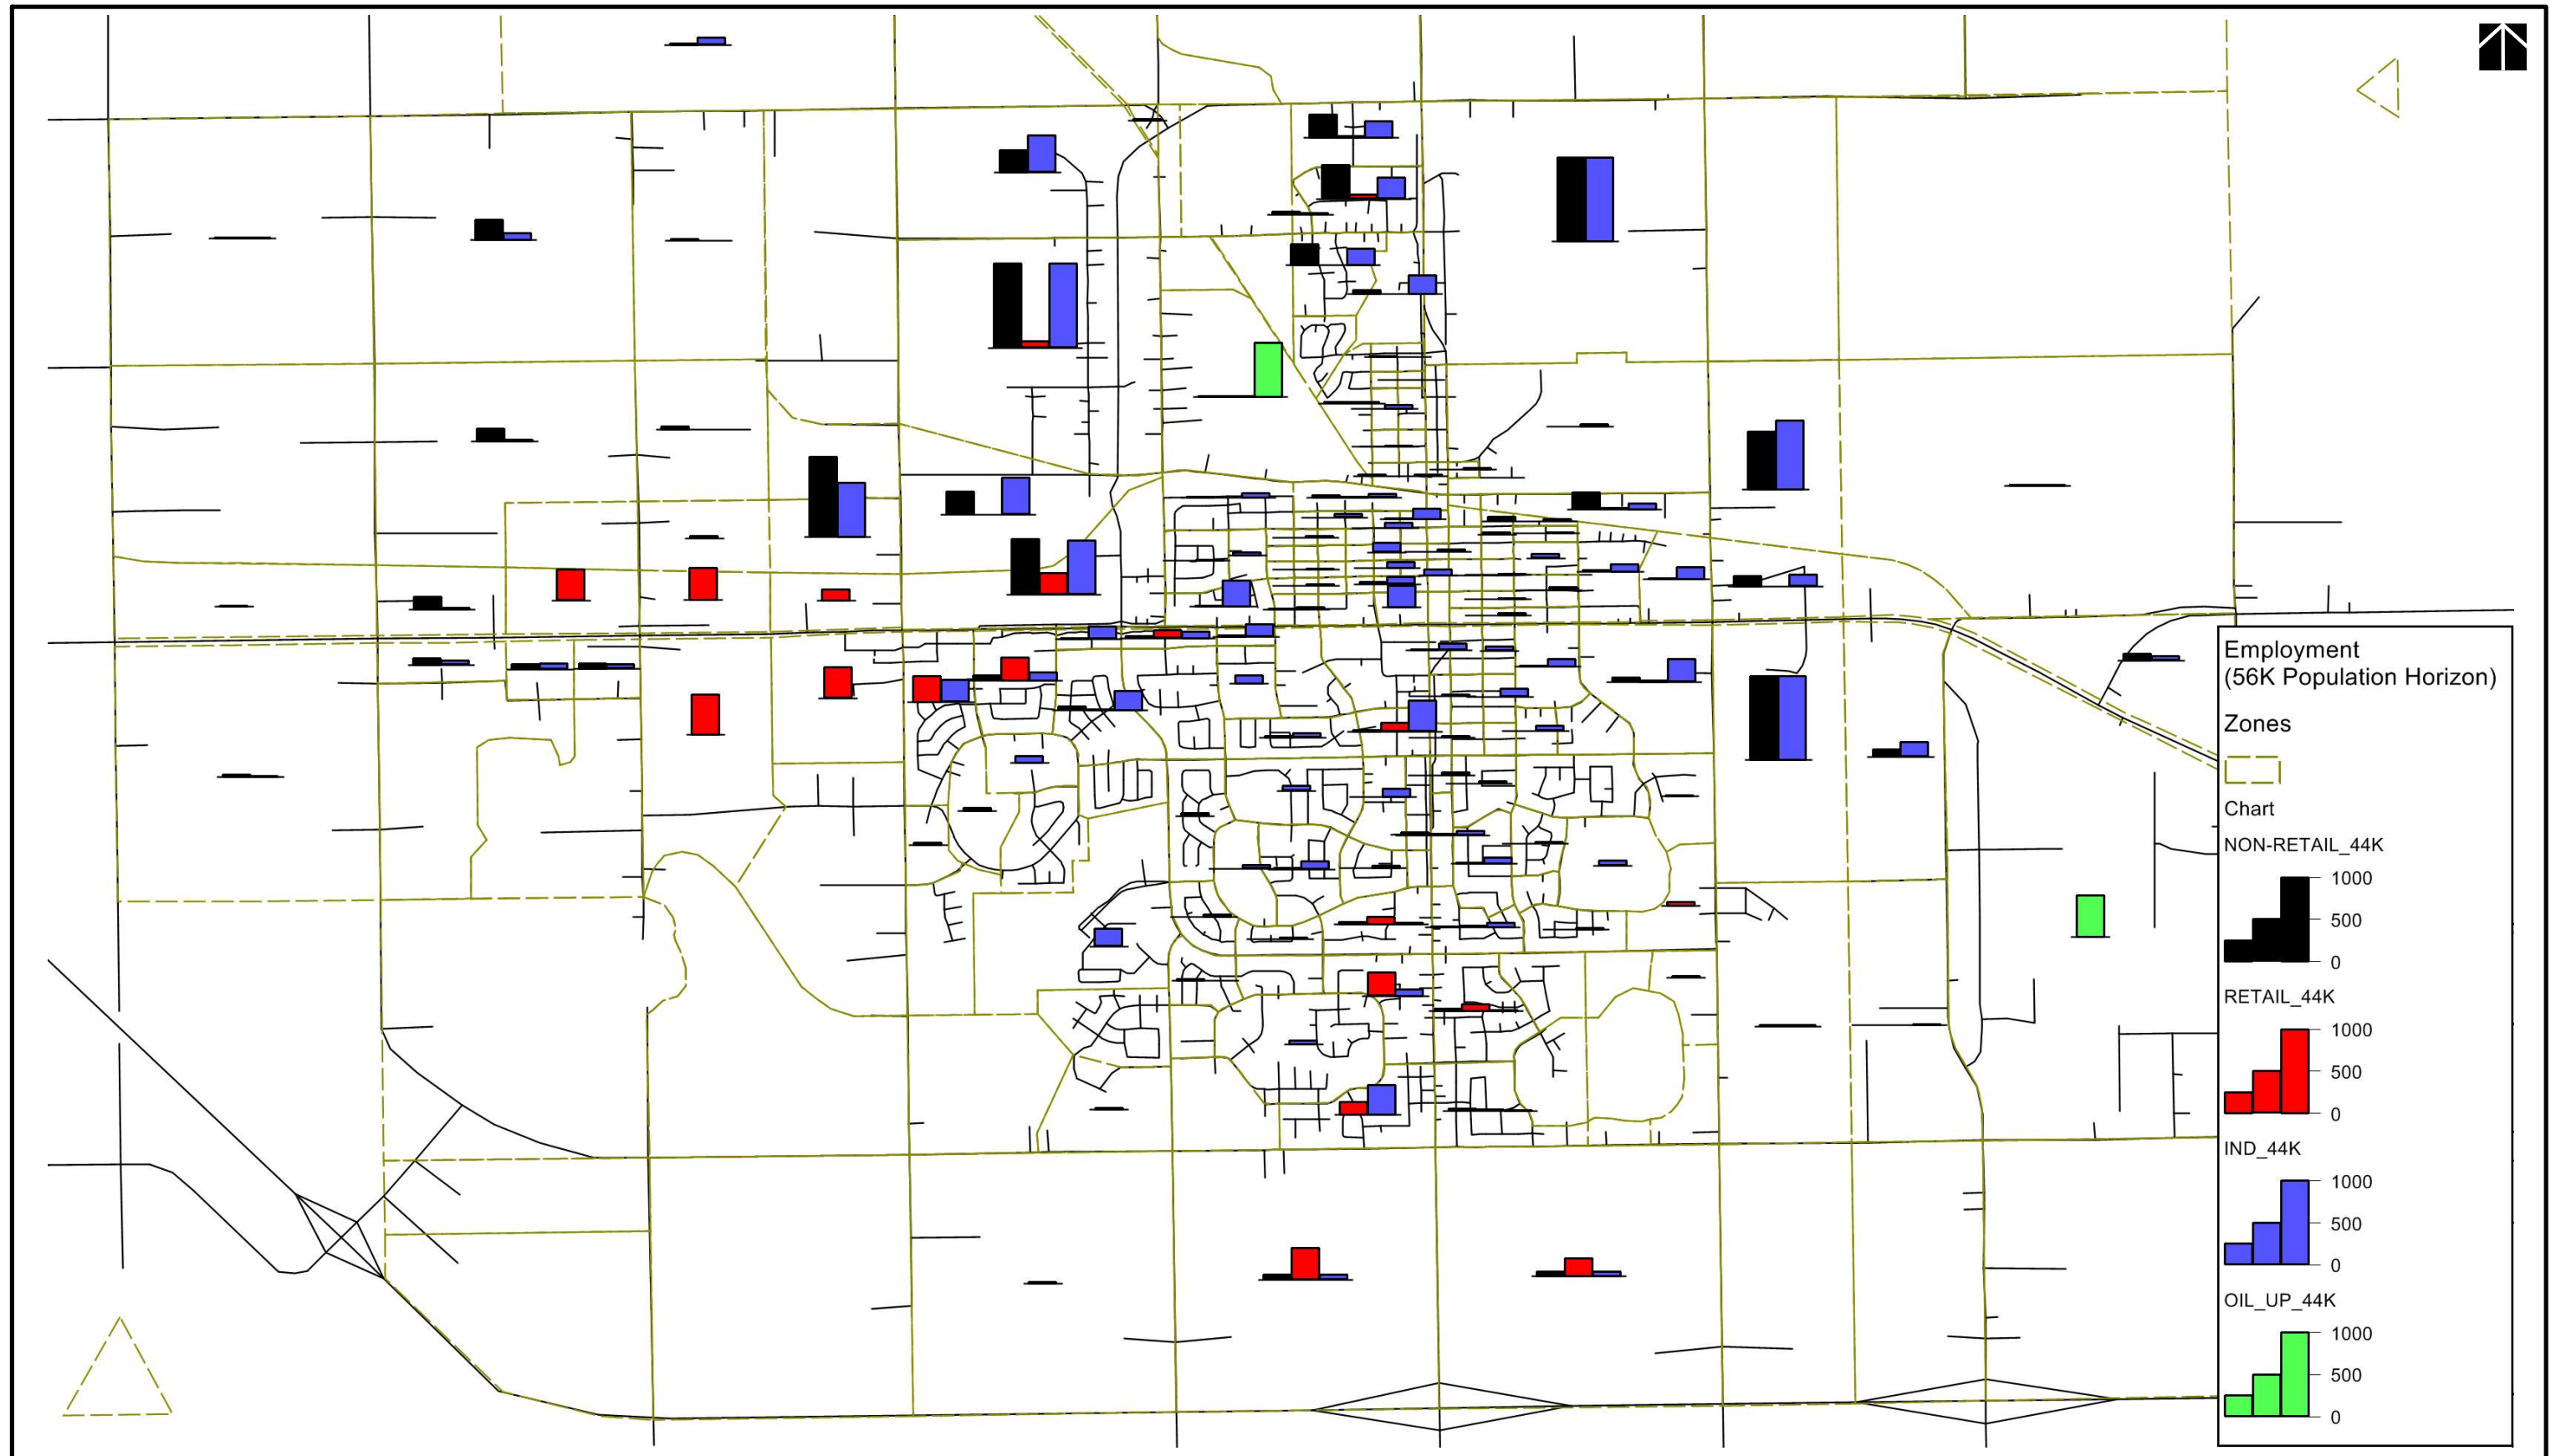 Employment
(56K Population Horizon)
Zones
Chart
NON-RETAIL_44K
1000
500
0
RETAIL_44K
1000
500
0
IND_44K
1000
500
0
OIL_UP_44K
1000
500
0